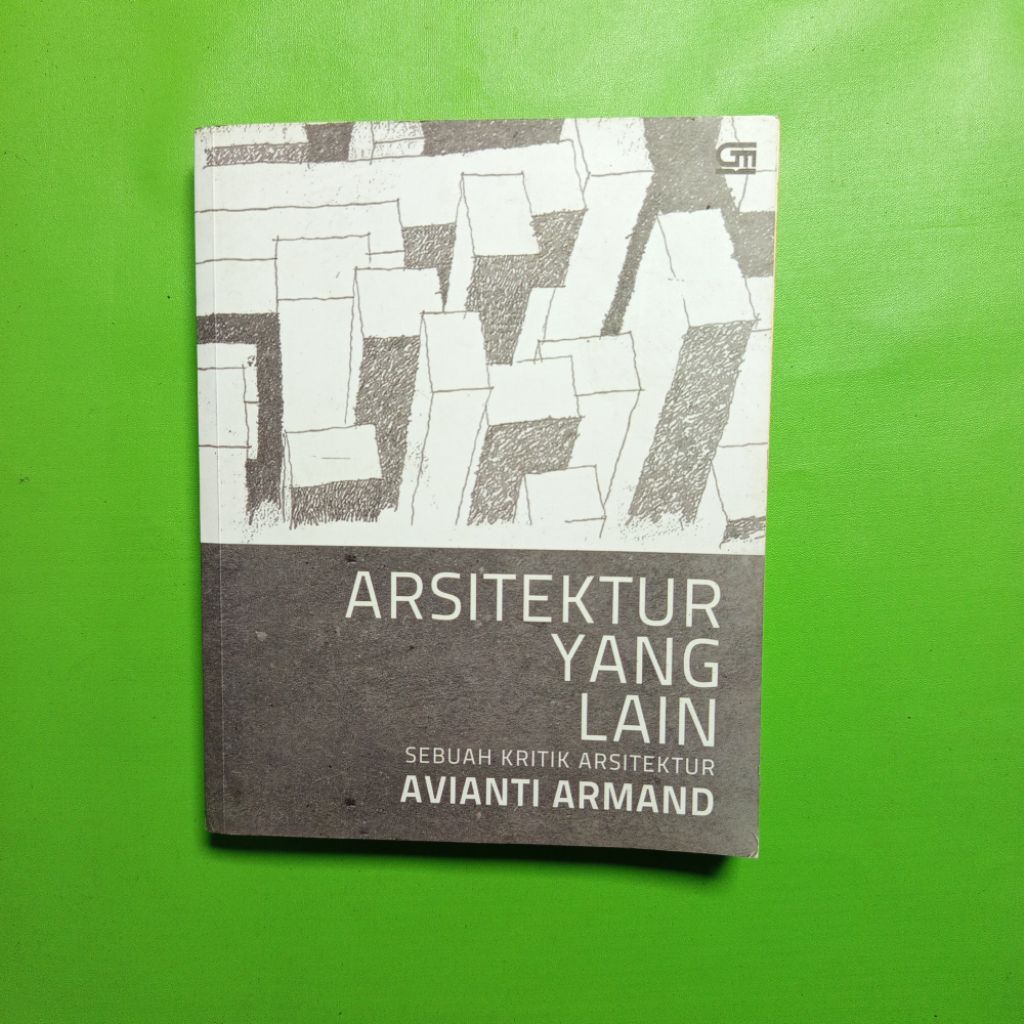 ARSITEKTUR
YANG
LAIN
SEBUAH KRITIK ARSITEKTUR
AVIANTI ARMAND